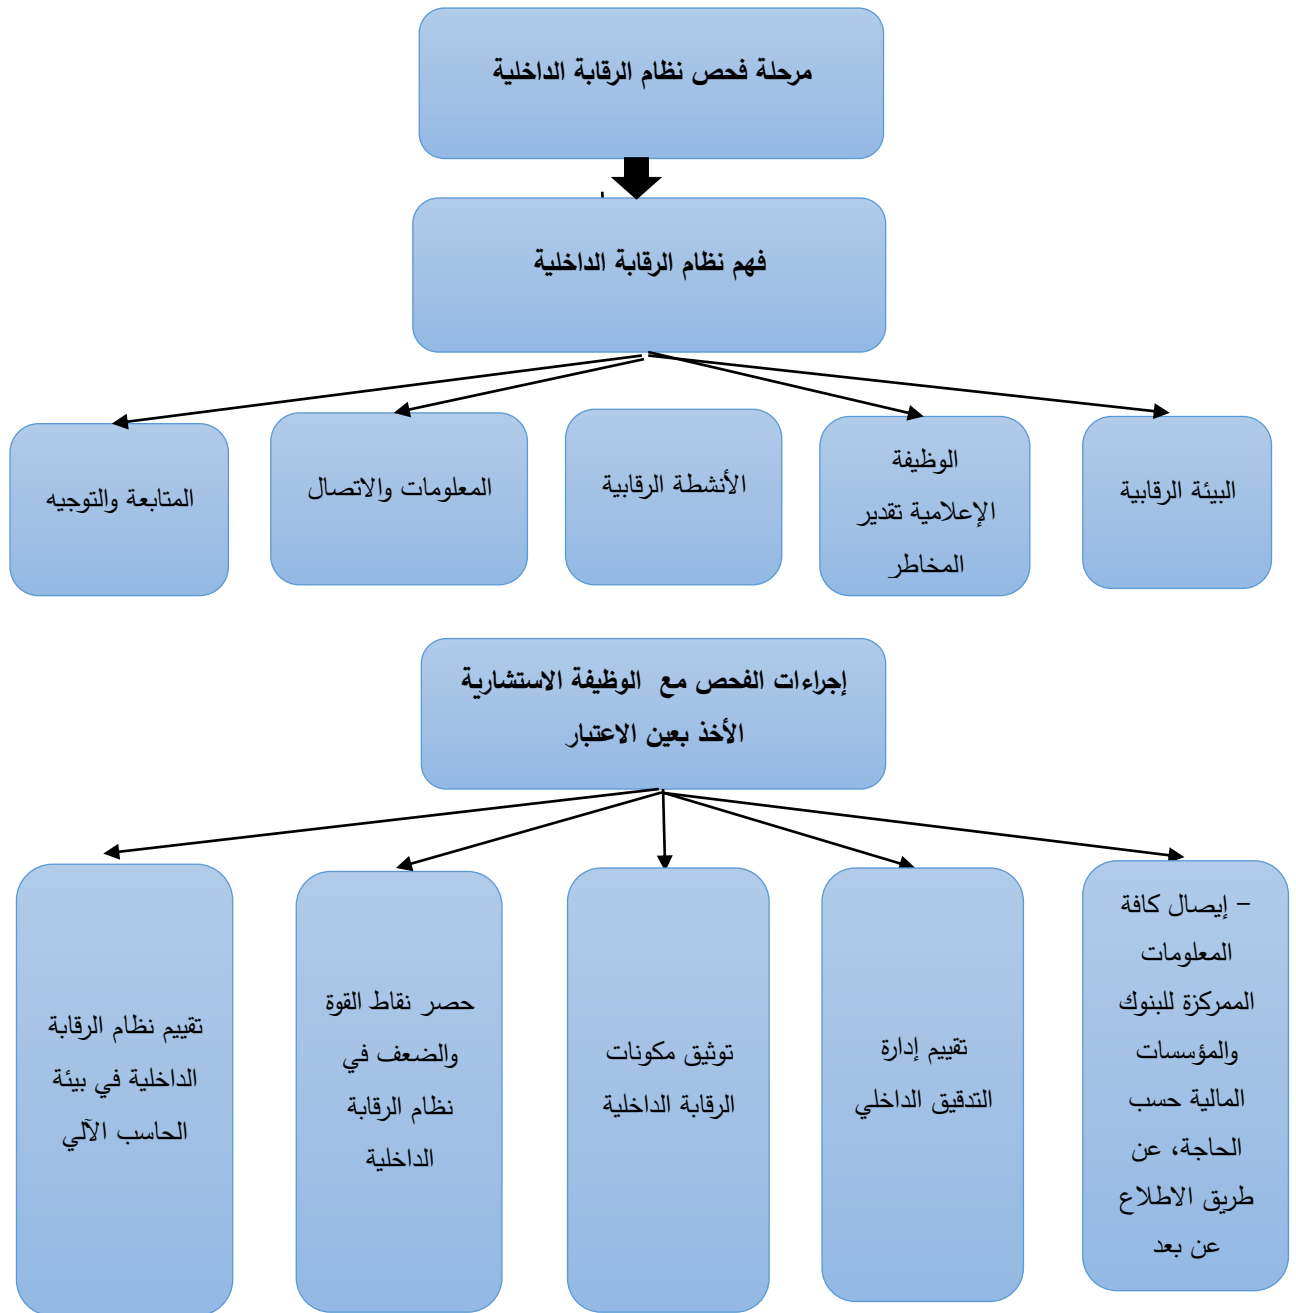 مرحلة فحص نظام الرقابة الداخلية
فهم نظام الرقابة الداخلية
البيئة الرقابية
الوظيفة
الإعلامية تقدير
المخاطر
الأنشطة الرقابية
المعلومات والاتصال
المتابعة والتوجيه
إجراءات الفحص مع الوظيفة الاستشارية
الأخذ بعين الاعتبار
– إيصال كافة
المعلومات
الممركزة للبنوك
والمؤسسات
المالية حسب
الحاجة، عن
طريق الاطلاع
عن بعد
تقييم إدارة
التدقيق الداخلي
توثيق مكونات
الرقابة الداخلية
حصر نقاط القوة
والضعف في
نظام الرقابة
الداخلية
تقييم نظام الرقابة
الداخلية في بيئة
الحاسب الآلي